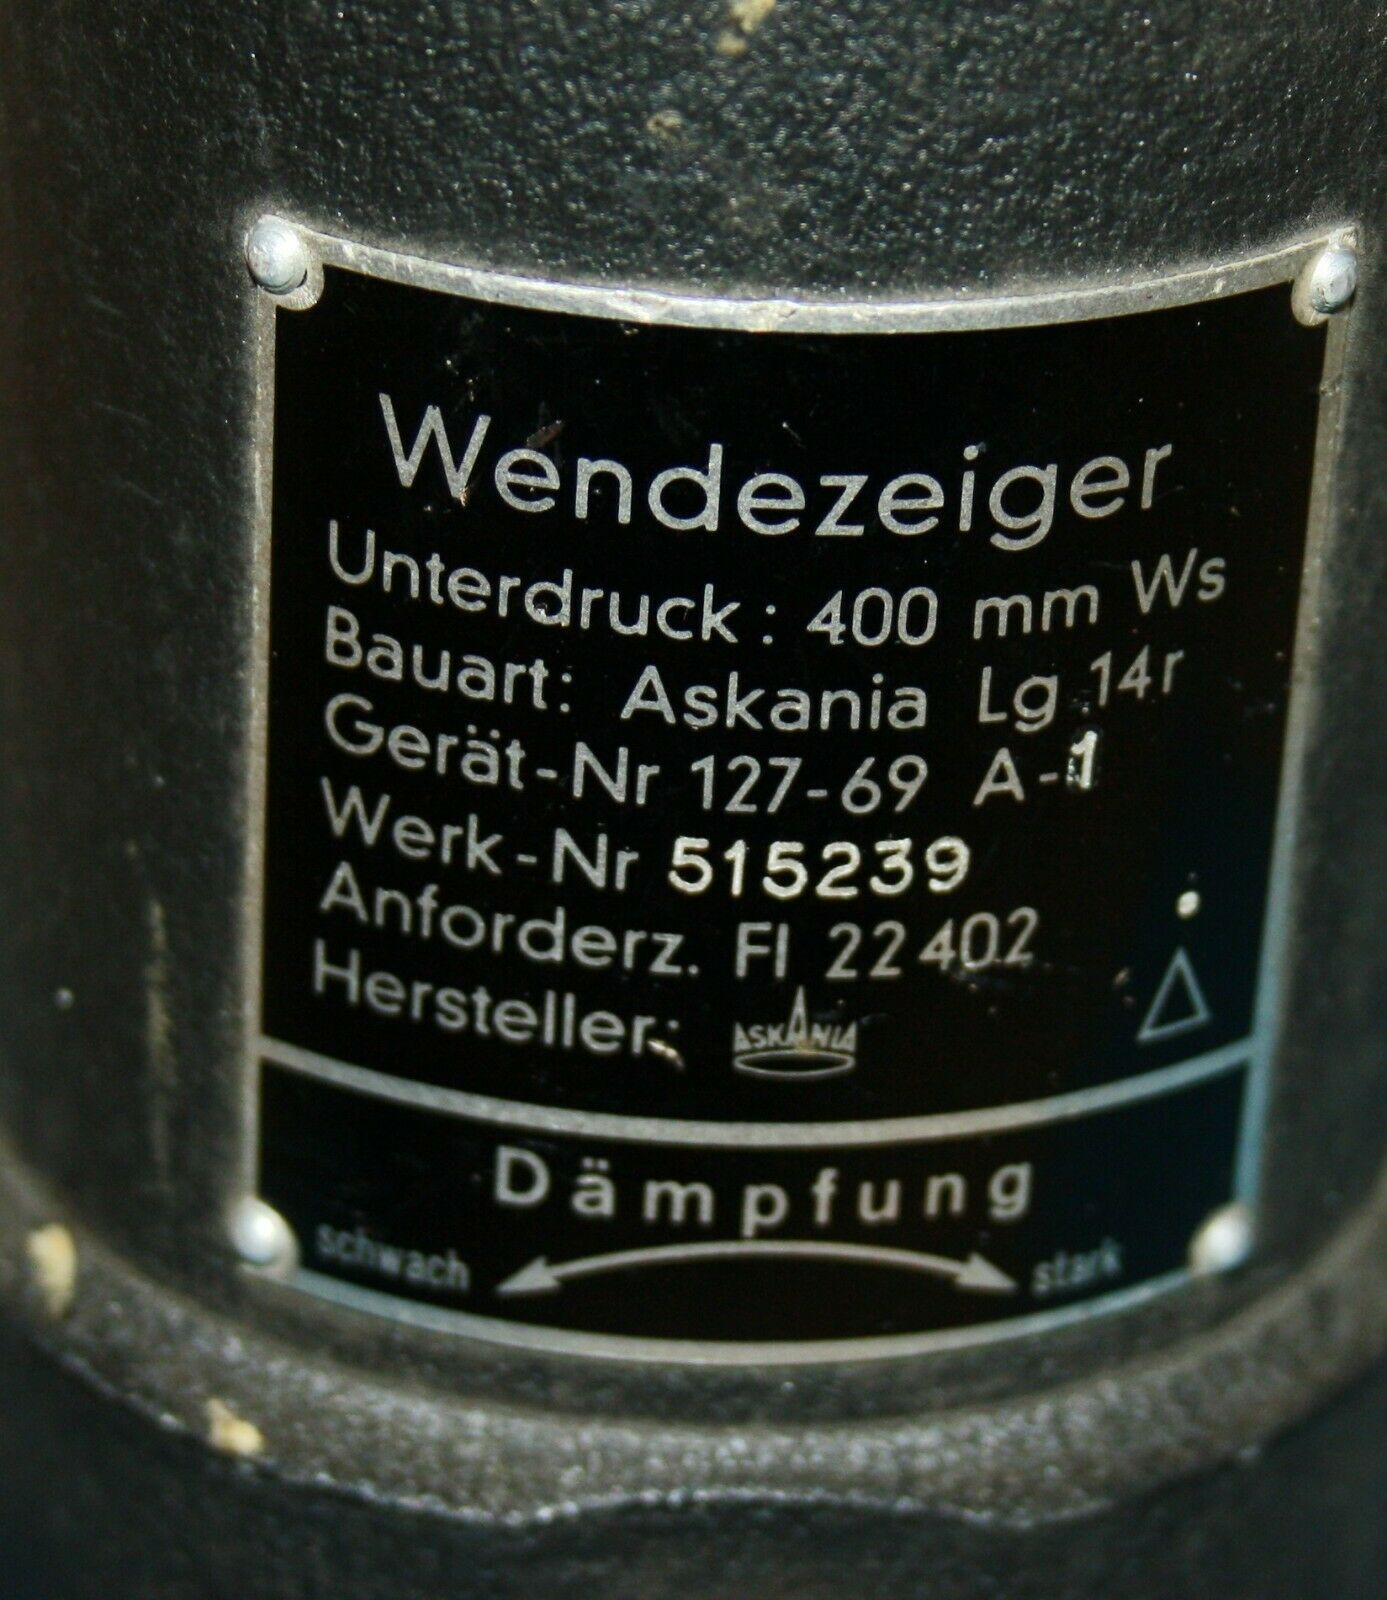 Wendezeiger
Unterdruck: 400 mm Ws
Bauart: Askania Lg 14r
Gerät-Nr 127-69 A-1
Werk-Nr 515239
Anforderz. Fl 22402
Hersteller: ASKANIA
Dämpfung
schwach stark